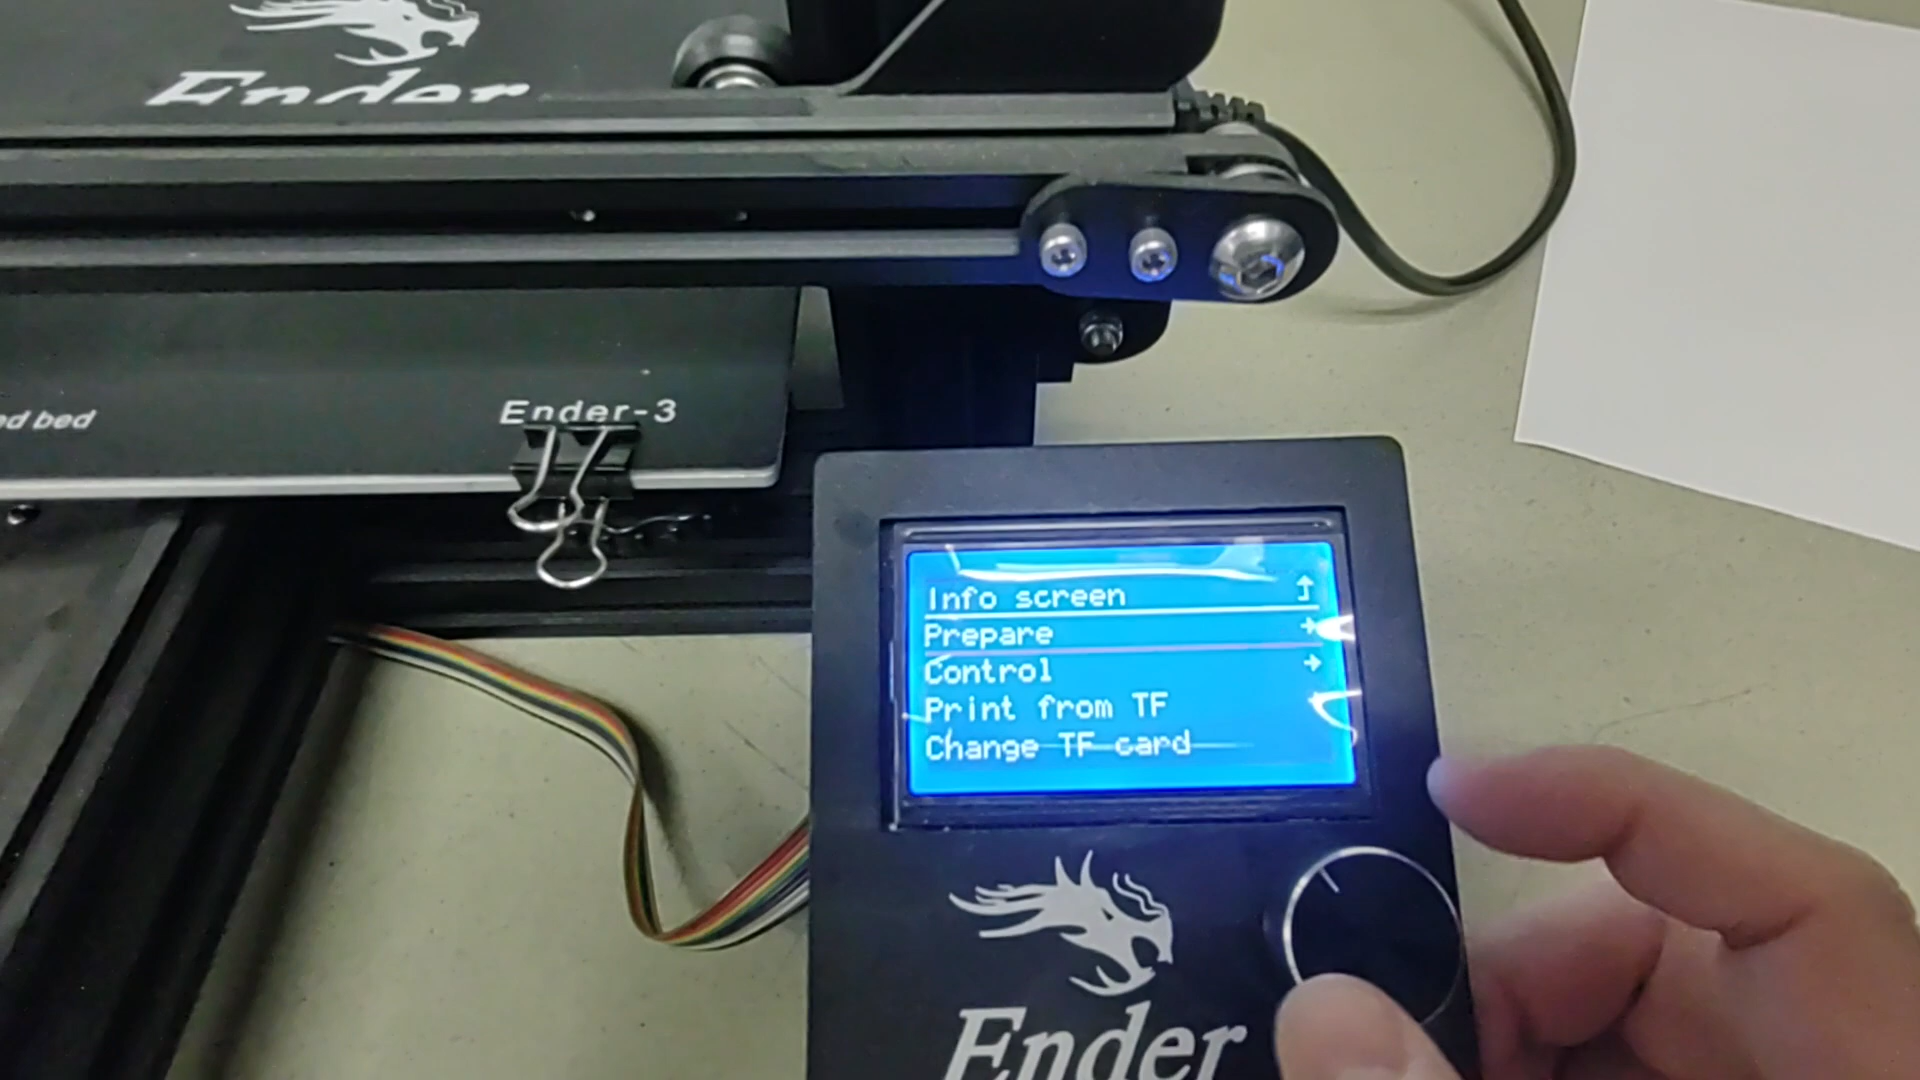 Ender
ed bed
Ender-3
Info screen
Prepare
Control
Print from TF
Change TF card
Ender